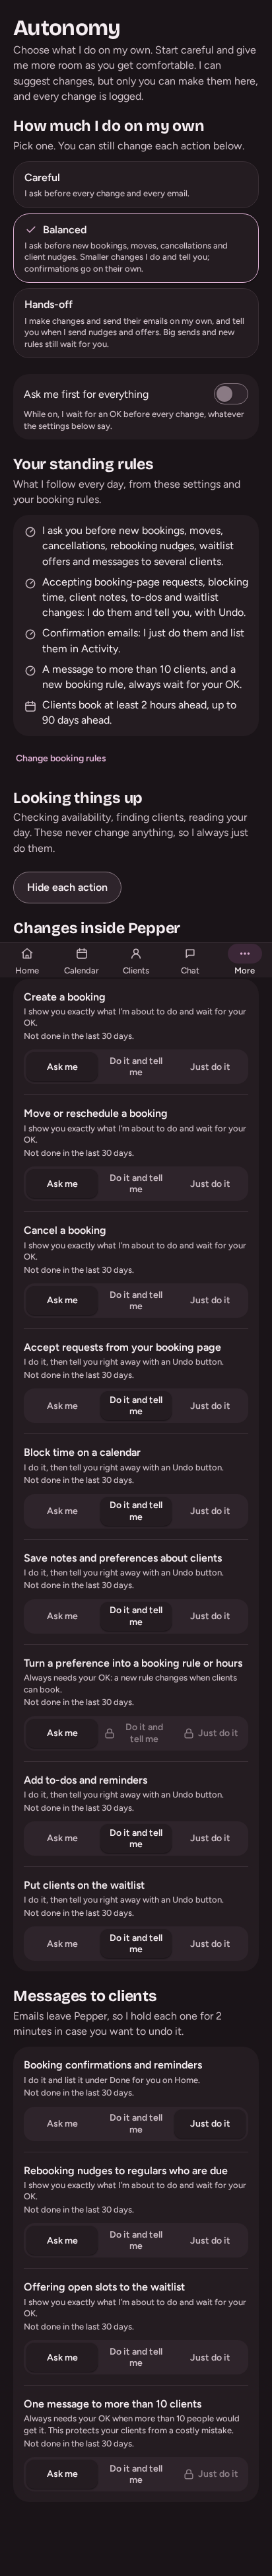 Autonomy
Choose what I do on my own. Start careful and give
me more room as you get comfortable. I can
suggest changes, but only you can make them here,
and every change is logged.
How much I do on my own
Pick one. You can still change each action below.
Careful
I ask before every change and every email.
Balanced
I ask before new bookings, moves, cancellations and
client nudges. Smaller changes I do and tell you;
confirmations go on their own.
Hands-off
I make changes and send their emails on my own, and tell
you when I send nudges and offers. Big sends and new
rules still wait for you.
Ask me first for everything
While on, I wait for an OK before every change, whatever
the settings below say.
Your standing rules
What I follow every day, from these settings and
your booking rules.
I ask you before new bookings, moves,
cancellations, rebooking nudges, waitlist
offers and messages to several clients.
Accepting booking-page requests, blocking
time, client notes, to-dos and waitlist
changes: I do them and tell you, with Undo.
Confirmation emails: I just do them and list
them in Activity.
A message to more than 10 clients, and a
new booking rule, always wait for your OK.
Clients book at least 2 hours ahead, up to
90 days ahead.
Change booking rules
Looking things up
Checking availability, finding clients, reading your
day. These never change anything, so I always just
do them.
Hide each action
Changes inside Pepper
Home
Calendar
Clients
Chat
More
Create a booking
I show you exactly what I'm about to do and wait for your
OK.
Not done in the last 30 days.
Ask me
Do it and tell
me
Just do it
Move or reschedule a booking
I show you exactly what I'm about to do and wait for your
OK.
Not done in the last 30 days.
Ask me
Do it and tell
me
Just do it
Cancel a booking
I show you exactly what I'm about to do and wait for your
OK.
Not done in the last 30 days.
Ask me
Do it and tell
me
Just do it
Accept requests from your booking page
I do it, then tell you right away with an Undo button.
Not done in the last 30 days.
Ask me
Do it and tell
me
Just do it
Block time on a calendar
I do it, then tell you right away with an Undo button.
Not done in the last 30 days.
Ask me
Do it and tell
me
Just do it
Save notes and preferences about clients
I do it, then tell you right away with an Undo button.
Not done in the last 30 days.
Ask me
Do it and tell
me
Just do it
Turn a preference into a booking rule or hours
Always needs your OK: a new rule changes when clients
can book.
Not done in the last 30 days.
Ask me
Do it and
tell me
Just do it
Add to-dos and reminders
I do it, then tell you right away with an Undo button.
Not done in the last 30 days.
Ask me
Do it and tell
me
Just do it
Put clients on the waitlist
I do it, then tell you right away with an Undo button.
Not done in the last 30 days.
Ask me
Do it and tell
me
Just do it
Messages to clients
Emails leave Pepper, so I hold each one for 2
minutes in case you want to undo it.
Booking confirmations and reminders
I do it and list it under Done for you on Home.
Not done in the last 30 days.
Ask me
Do it and tell
me
Just do it
Rebooking nudges to regulars who are due
I show you exactly what I'm about to do and wait for your
OK.
Not done in the last 30 days.
Ask me
Do it and tell
me
Just do it
Offering open slots to the waitlist
I show you exactly what I'm about to do and wait for your
OK.
Not done in the last 30 days.
Ask me
Do it and tell
me
Just do it
One message to more than 10 clients
Always needs your OK when more than 10 people would
get it. This protects your clients from a costly mistake.
Not done in the last 30 days.
Ask me
Do it and tell
me
Just do it